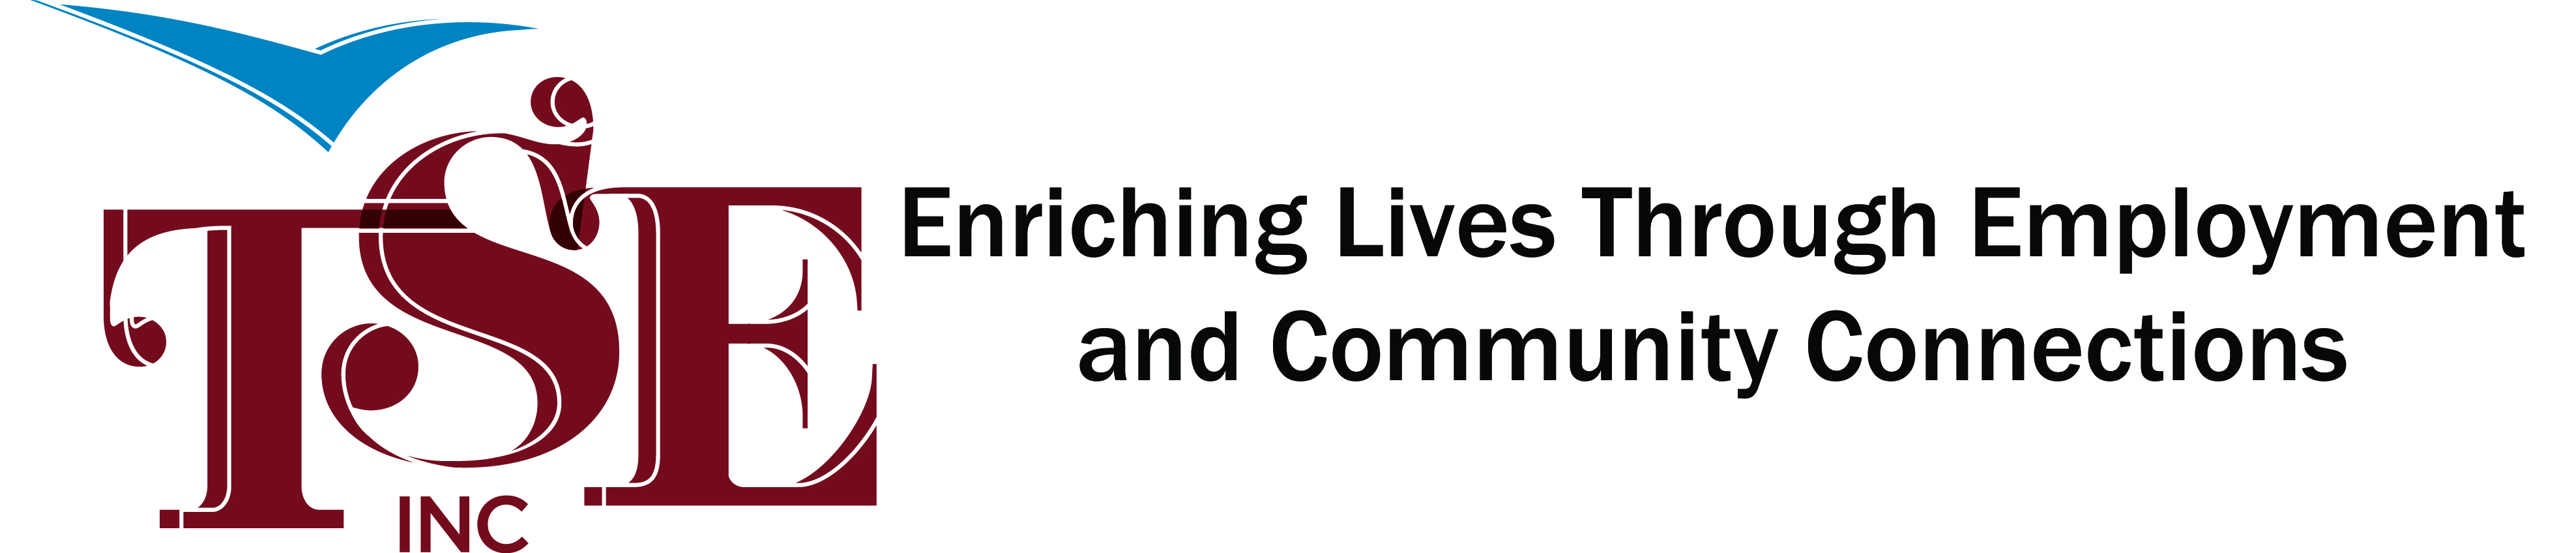 TSE
INC
Enriching Lives Through Employment
and Community Connections